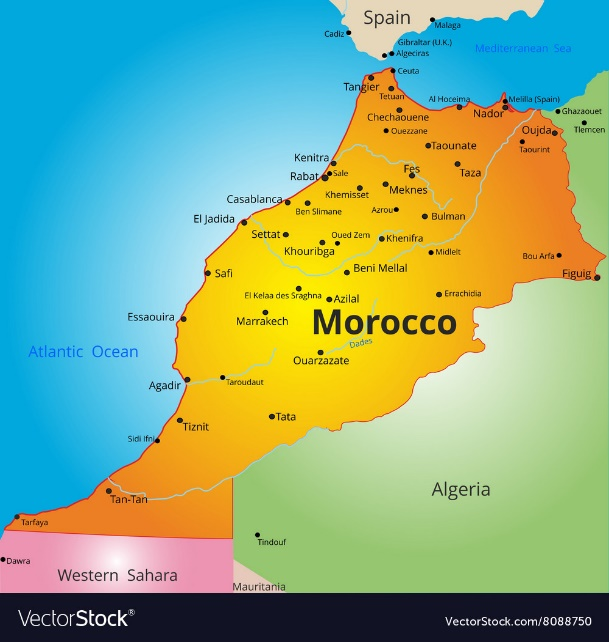 Spain
Malaga
Cadiz
Gibraltar (U.K.)
Algeciras
Mediterranean Sea
Ceuta
Tangier
Tetuan
Al Hoceima
Melilla (Spain)
Nador
Ghazaouet
Chechaouene
Ouezzane
Oujda
Tlemcen
Taonate
Taourirt
Kenitra
Fes
Taza
Rabat
Sale
Khemisset
Meknes
Casablanca
Ben Slimane
Azrou
Bulman
El Jadida
Settat
Oued Zem
Khenifra
Khouribga
Midlelt
Bou Arfa
Safi
Beni Mellal
Figuig
El Kelaa des Sraghna
Azilal
Errachidia
Essaouira
Marrakech
Morocco
Dades
Atlantic Ocean
Ouarzazate
Agadir
Taroudaut
Tata
Tiznit
Sidi Ifni
Algeria
Tan-Tan
Tarfaya
Tindouf
Dawra
Western Sahara
Mauritania
VectorStock®
VectorStock.com/8088750